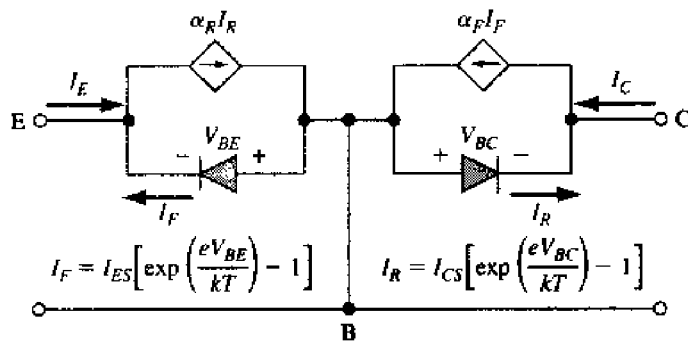 α_R I_R α_F I_F
I_E I_C
E C
− V_BE + + V_BC −
I_F I_R
I_F = I_ES [exp (eV_BE / kT) − 1] I_R = I_CS [exp (eV_BC / kT) − 1]
B